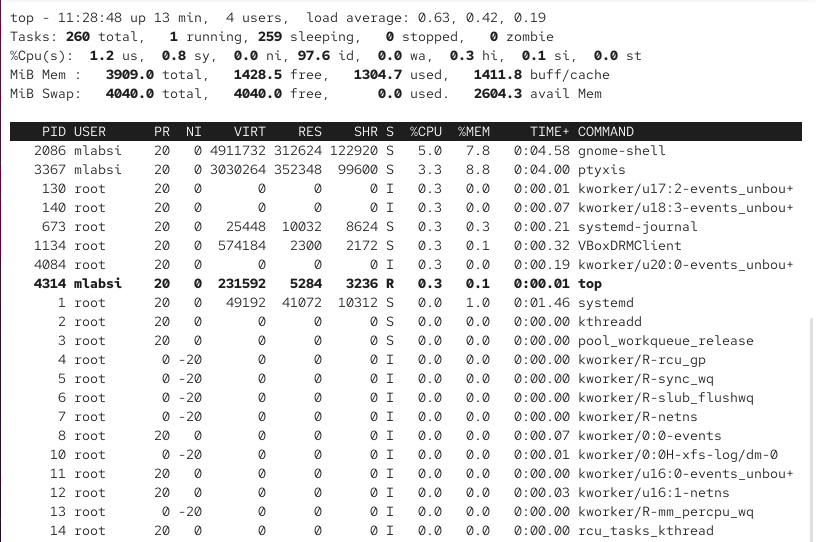 top - 11:28:48 up 13 min,  4 users,  load average: 0.63, 0.42, 0.19
Tasks: 260 total,   1 running, 259 sleeping,   0 stopped,   0 zombie
%Cpu(s):  1.2 us,  0.8 sy,  0.0 ni, 97.6 id,  0.0 wa,  0.3 hi,  0.1 si,  0.0 st
MiB Mem :   3909.0 total,   1428.5 free,   1304.7 used,   1411.8 buff/cache
MiB Swap:   4040.0 total,   4040.0 free,      0.0 used.   2604.3 avail Mem
PID USER      PR  NI    VIRT    RES    SHR S  %CPU  %MEM     TIME+ COMMAND
2086 mlabsi    20   0 4911732 312624 122920 S   5.0   7.8   0:04.58 gnome-shell
3367 mlabsi    20   0 3030264 352348  99600 S   3.3   8.8   0:04.00 ptyxis
130 root      20   0       0      0      0 I   0.3   0.0   0:00.01 kworker/u17:2-events_unbou+
140 root      20   0       0      0      0 I   0.3   0.0   0:00.07 kworker/u18:3-events_unbou+
673 root      20   0   25448  10032   8624 S   0.3   0.3   0:00.21 systemd-journal
1134 root      20   0  574184   2300   2172 S   0.3   0.1   0:00.32 VBoxDRMClient
4084 root      20   0       0      0      0 I   0.3   0.0   0:00.19 kworker/u20:0-events_unbou+
4314 mlabsi    20   0  231592   5284   3236 R   0.3   0.1   0:00.01 top
1 root      20   0   49192  41072  10312 S   0.0   1.0   0:01.46 systemd
2 root      20   0       0      0      0 S   0.0   0.0   0:00.00 kthreadd
3 root      20   0       0      0      0 S   0.0   0.0   0:00.00 pool_workqueue_release
4 root       0 -20       0      0      0 I   0.0   0.0   0:00.00 kworker/R-rcu_gp
5 root       0 -20       0      0      0 I   0.0   0.0   0:00.00 kworker/R-sync_wq
6 root       0 -20       0      0      0 I   0.0   0.0   0:00.00 kworker/R-slub_flushwq
7 root       0 -20       0      0      0 I   0.0   0.0   0:00.00 kworker/R-netns
8 root      20   0       0      0      0 I   0.0   0.0   0:00.07 kworker/0:0-events
10 root       0 -20       0      0      0 I   0.0   0.0   0:00.01 kworker/0:0H-xfs-log/dm-0
11 root      20   0       0      0      0 I   0.0   0.0   0:00.00 kworker/u16:0-events_unbou+
12 root      20   0       0      0      0 I   0.0   0.0   0:00.03 kworker/u16:1-netns
13 root       0 -20       0      0      0 I   0.0   0.0   0:00.00 kworker/R-mm_percpu_wq
14 root      20   0       0      0      0 I   0.0   0.0   0:00.00 rcu_tasks_kthread